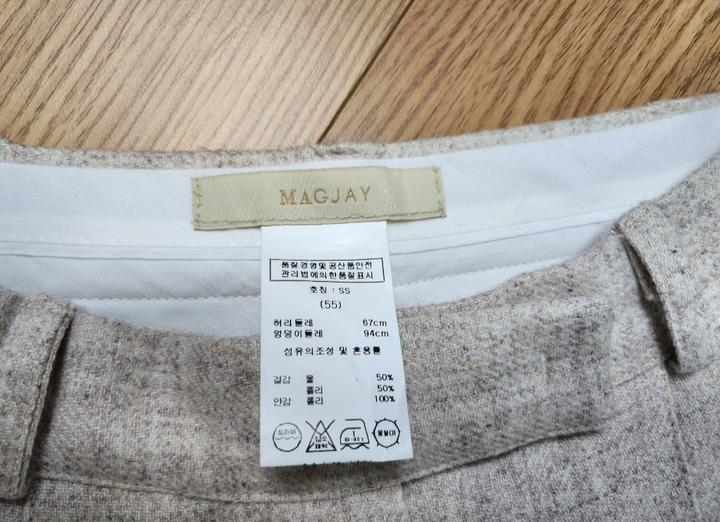 MAGJAY
품질경영및공산품안전
관리법에의한품질표시
호칭 : SS
(55)
허리둘레 67cm
엉덩이둘레 94cm
섬유의조성 및 혼용률
겉감 울 50%
폴리 50%
안감 폴리 100%
드라이